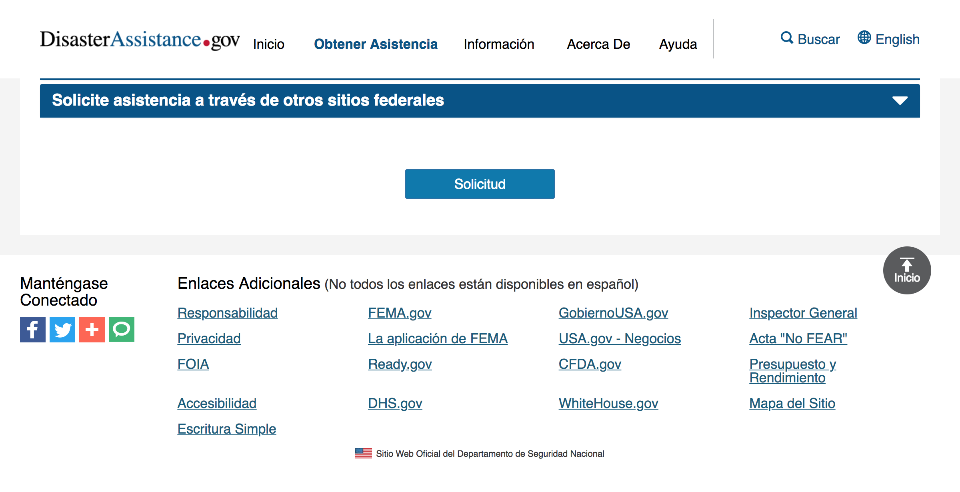 DisasterAssistance.gov
Inicio
Obtener Asistencia
Información
Acerca De
Ayuda
Buscar
English
Solicite asistencia a través de otros sitios federales
Solicitud
Inicio
Manténgase
Conectado
Enlaces Adicionales (No todos los enlaces están disponibles en español)
Responsabilidad
FEMA.gov
GobiernoUSA.gov
Inspector General
Privacidad
La aplicación de FEMA
USA.gov - Negocios
Acta "No FEAR"
FOIA
Ready.gov
CFDA.gov
Presupuesto y
Rendimiento
Accesibilidad
DHS.gov
WhiteHouse.gov
Mapa del Sitio
Escritura Simple
Sitio Web Oficial del Departamento de Seguridad Nacional